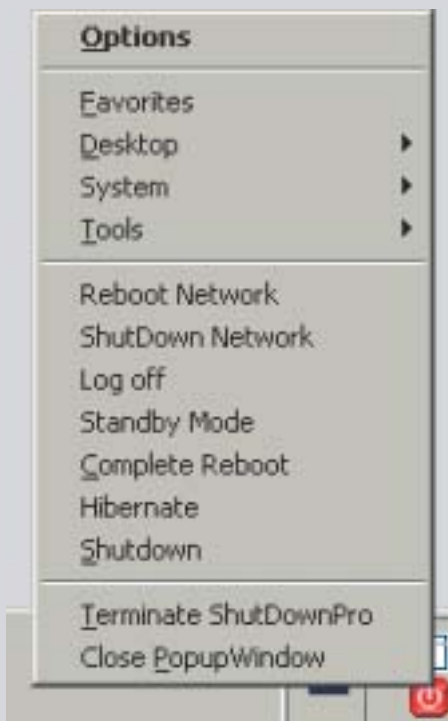 Options
Favorites
Desktop
System
Tools
Reboot Network
ShutDown Network
Log off
Standby Mode
Complete Reboot
Hibernate
Shutdown
Terminate ShutDownPro
Close PopupWindow